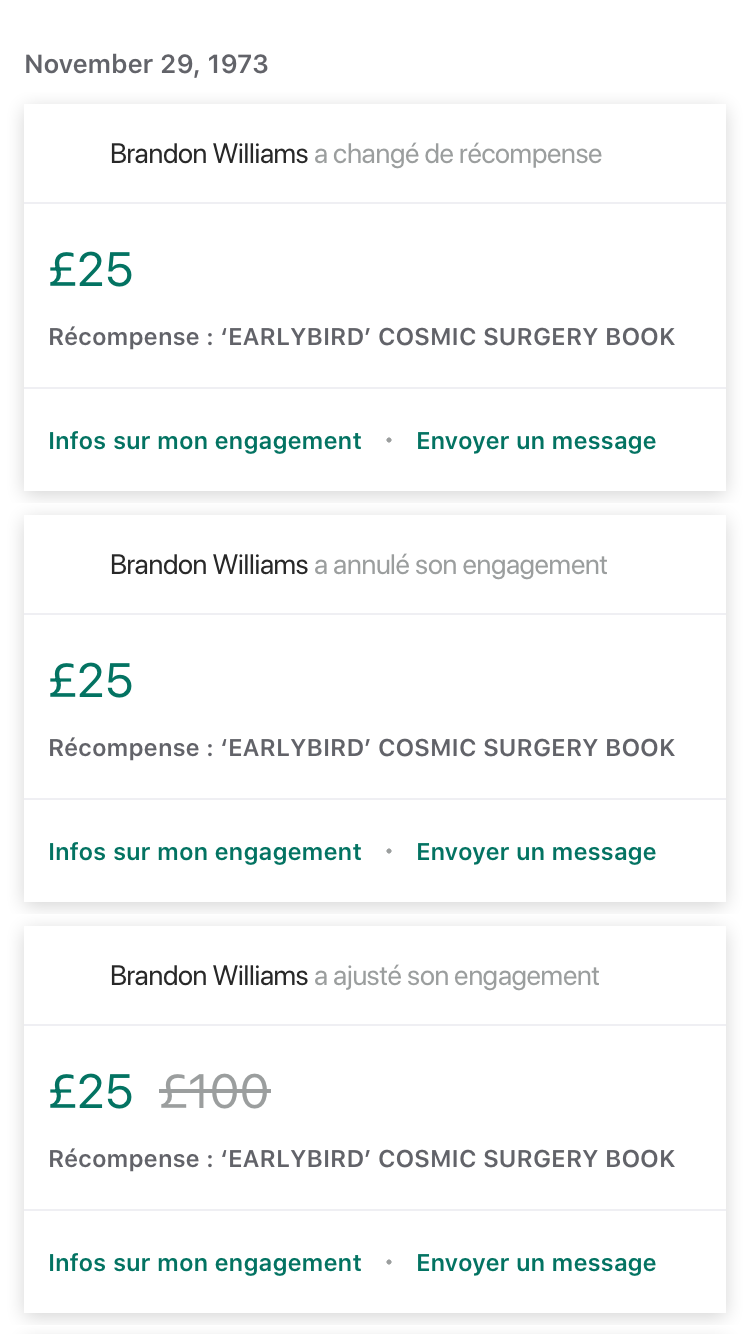 November 29, 1973
Brandon Williams a changé de récompense
£25
Récompense : ‘EARLYBIRD’ COSMIC SURGERY BOOK
Infos sur mon engagement • Envoyer un message
Brandon Williams a annulé son engagement
£25
Récompense : ‘EARLYBIRD’ COSMIC SURGERY BOOK
Infos sur mon engagement • Envoyer un message
Brandon Williams a ajusté son engagement
£25 £100
Récompense : ‘EARLYBIRD’ COSMIC SURGERY BOOK
Infos sur mon engagement • Envoyer un message